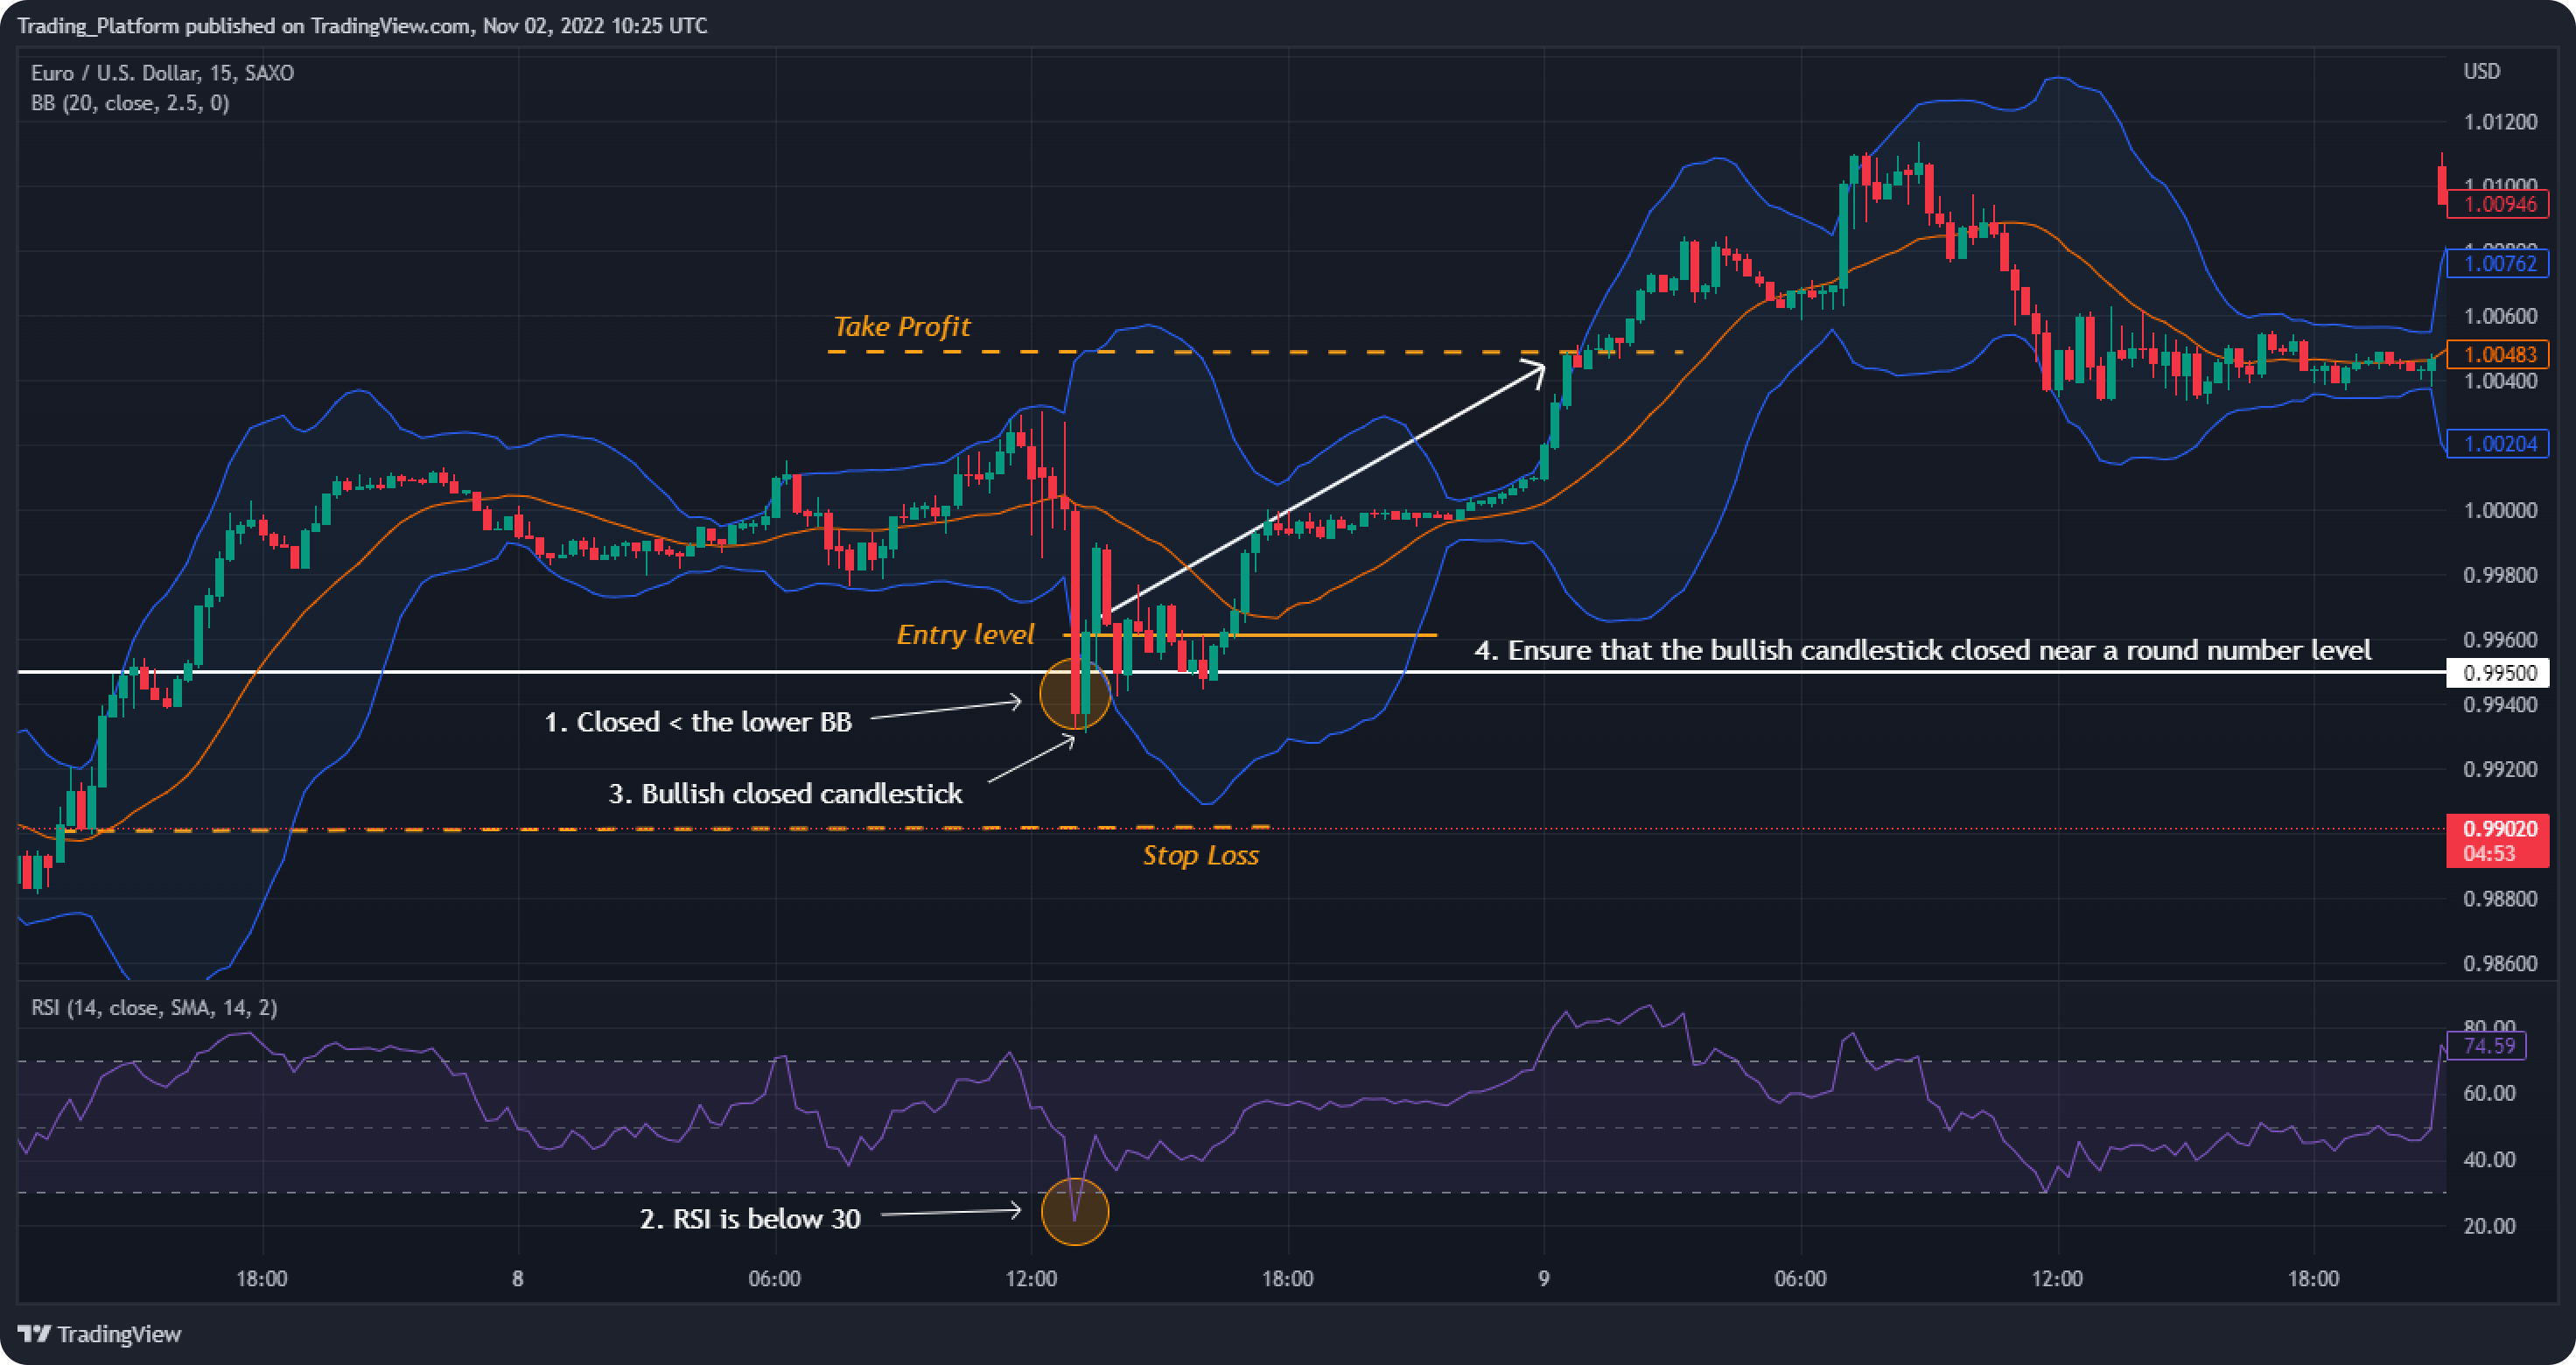 Trading_Platform published on TradingView.com, Nov 02, 2022 10:25 UTC
Euro / U.S. Dollar, 15, SAXO
BB (20, close, 2.5, 0)
USD
1.01200
1.01000
1.00946
1.00800
1.00762
Take Profit
1.00600
1.00483
1.00400
1.00204
1.00000
0.99800
Entry level
0.99600
4. Ensure that the bullish candlestick closed near a round number level
0.99500
0.99400
1. Closed < the lower BB
0.99200
3. Bullish closed candlestick
0.99020
04:53
Stop Loss
0.98800
0.98600
RSI (14, close, SMA, 14, 2)
80.00
74.59
60.00
40.00
2. RSI is below 30
20.00
18:00 8 06:00 12:00 18:00 9 06:00 12:00 18:00
TradingView